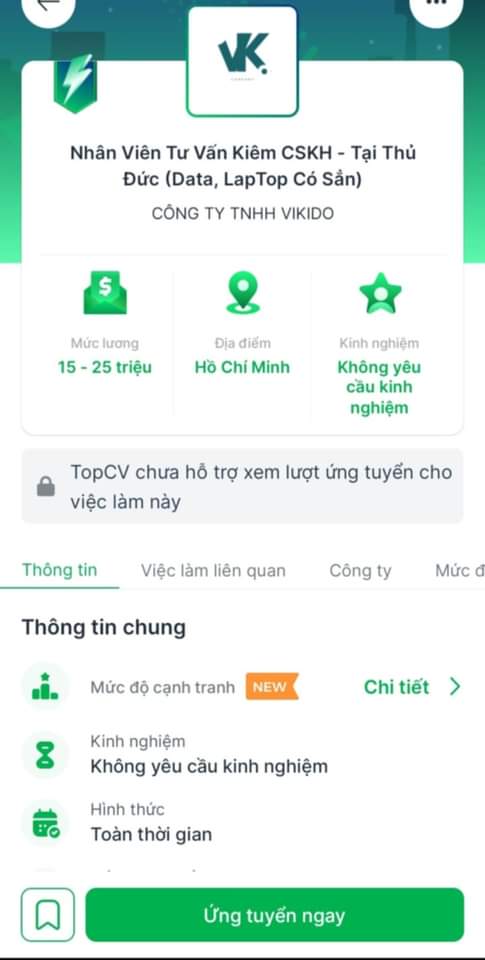 VK.
Nhân Viên Tư Vấn Kiêm CSKH - Tại Thủ
Đức (Data, LapTop Có Sẳn)
CÔNG TY TNHH VIKIDO
Mức lương
15 - 25 triệu
Địa điểm
Hồ Chí Minh
Kinh nghiệm
Không yêu
cầu kinh
nghiệm
TopCV chưa hỗ trợ xem lượt ứng tuyển cho
việc làm này
Thông tin
Việc làm liên quan
Công ty
Mức đ
Thông tin chung
Mức độ cạnh tranh
NEW
Chi tiết
Kinh nghiệm
Không yêu cầu kinh nghiệm
Hình thức
Toàn thời gian
Ứng tuyển ngay